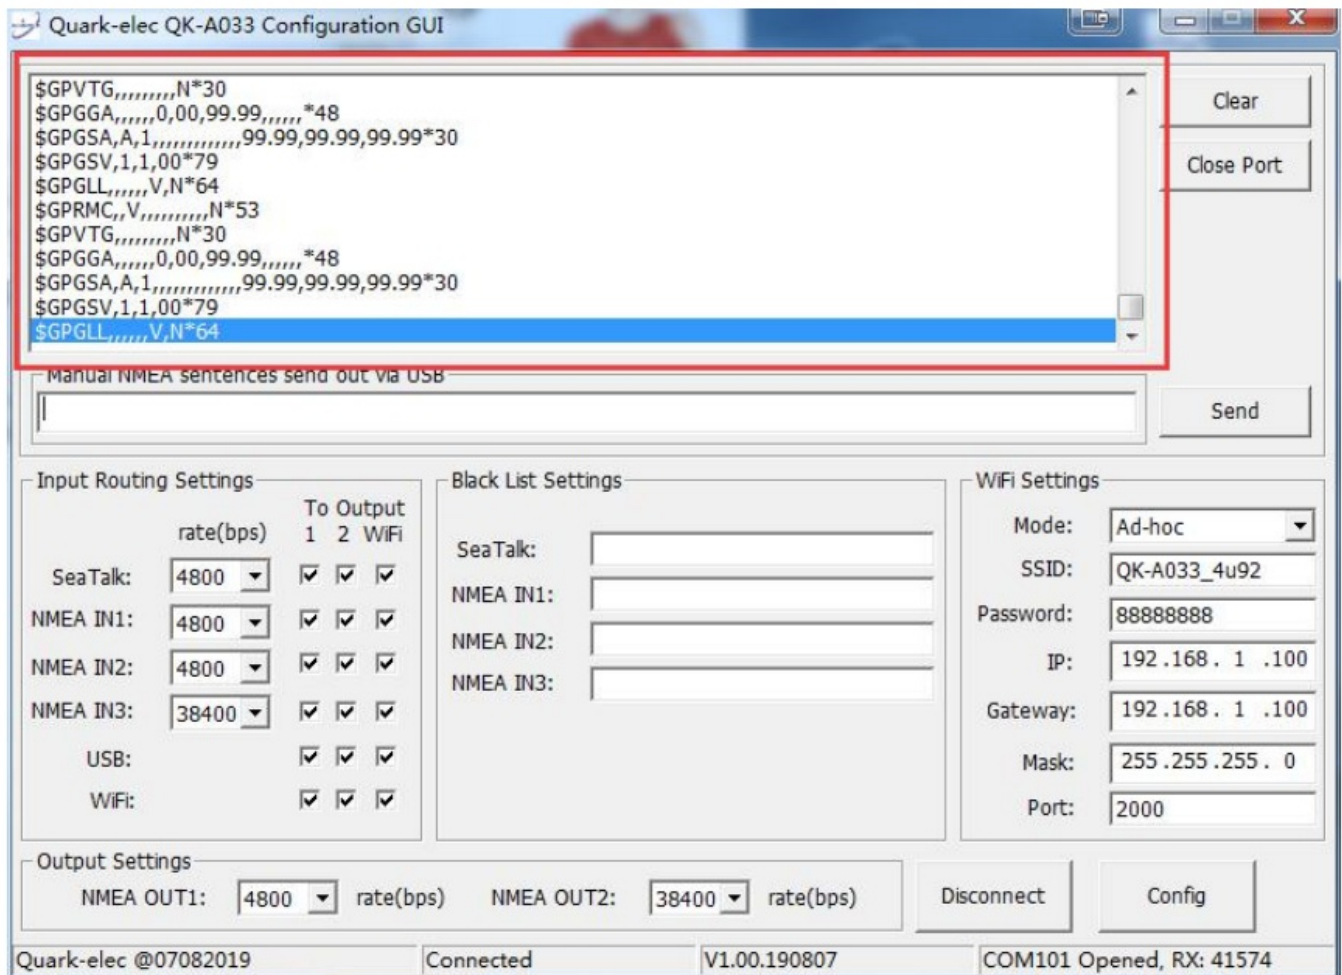 Quark-elec QK-A033 Configuration GUI
$GPVTG,,,,,,,,,N*30
$GPGGA,,,,,,0,00,99.99,,,,,,*48
$GPGSA,A,1,,,,,,,,,,,,,99.99,99.99,99.99*30
$GPGSV,1,1,00*79
$GPGLL,,,,,,V,N*64
$GPRMC,,V,,,,,,,,,,N*53
$GPVTG,,,,,,,,,N*30
$GPGGA,,,,,,0,00,99.99,,,,,,*48
$GPGSA,A,1,,,,,,,,,,,,,99.99,99.99,99.99*30
$GPGSV,1,1,00*79
$GPGLL,,,,,,V,N*64
Clear
Close Port
Manual NMEA sentences send out via USB
Send
Input Routing Settings
To Output
rate(bps) 1 2 WiFi
SeaTalk: 4800
NMEA IN1: 4800
NMEA IN2: 4800
NMEA IN3: 38400
USB:
WiFi:
Black List Settings
SeaTalk:
NMEA IN1:
NMEA IN2:
NMEA IN3:
WiFi Settings
Mode: Ad-hoc
SSID: QK-A033_4u92
Password: 88888888
IP: 192.168. 1 .100
Gateway: 192.168. 1 .100
Mask: 255.255.255. 0
Port: 2000
Output Settings
NMEA OUT1: 4800 rate(bps) NMEA OUT2: 38400 rate(bps)
Disconnect
Config
Quark-elec @07082019 Connected V1.00.190807 COM101 Opened, RX: 41574